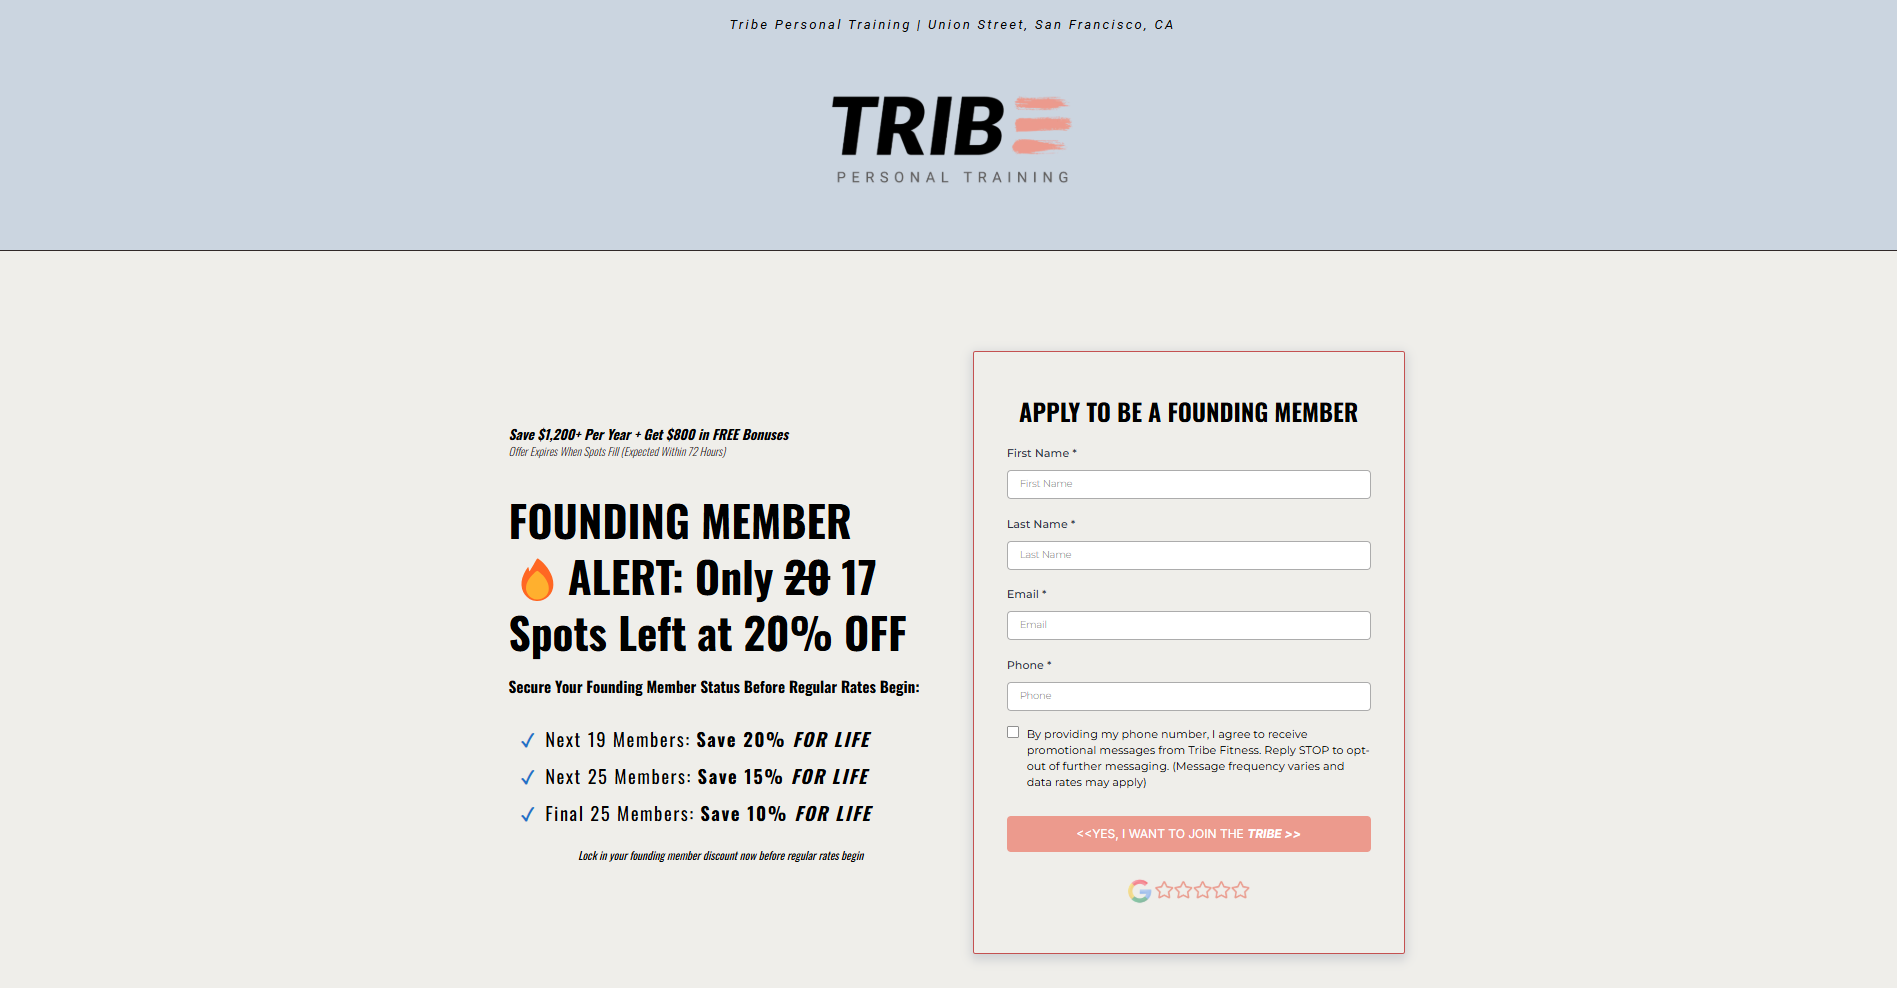 Tribe Personal Training | Union Street, San Francisco, CA
TRIBE
PERSONAL TRAINING
Save $1,200+ Per Year + Get $800 in FREE Bonuses
Offer Expires When Spots Fill (Expected Within 72 Hours)
FOUNDING MEMBER
🔥 ALERT: Only 20 17
Spots Left at 20% OFF
Secure Your Founding Member Status Before Regular Rates Begin:
✓ Next 19 Members: Save 20% FOR LIFE
✓ Next 25 Members: Save 15% FOR LIFE
✓ Final 25 Members: Save 10% FOR LIFE
Lock in your founding member discount now before regular rates begin
APPLY TO BE A FOUNDING MEMBER
First Name *
First Name
Last Name *
Last Name
Email *
Email
Phone *
Phone
By providing my phone number, I agree to receive
promotional messages from Tribe Fitness. Reply STOP to opt-
out of further messaging. (Message frequency varies and
data rates may apply)
<<YES, I WANT TO JOIN THE TRIBE >>
G